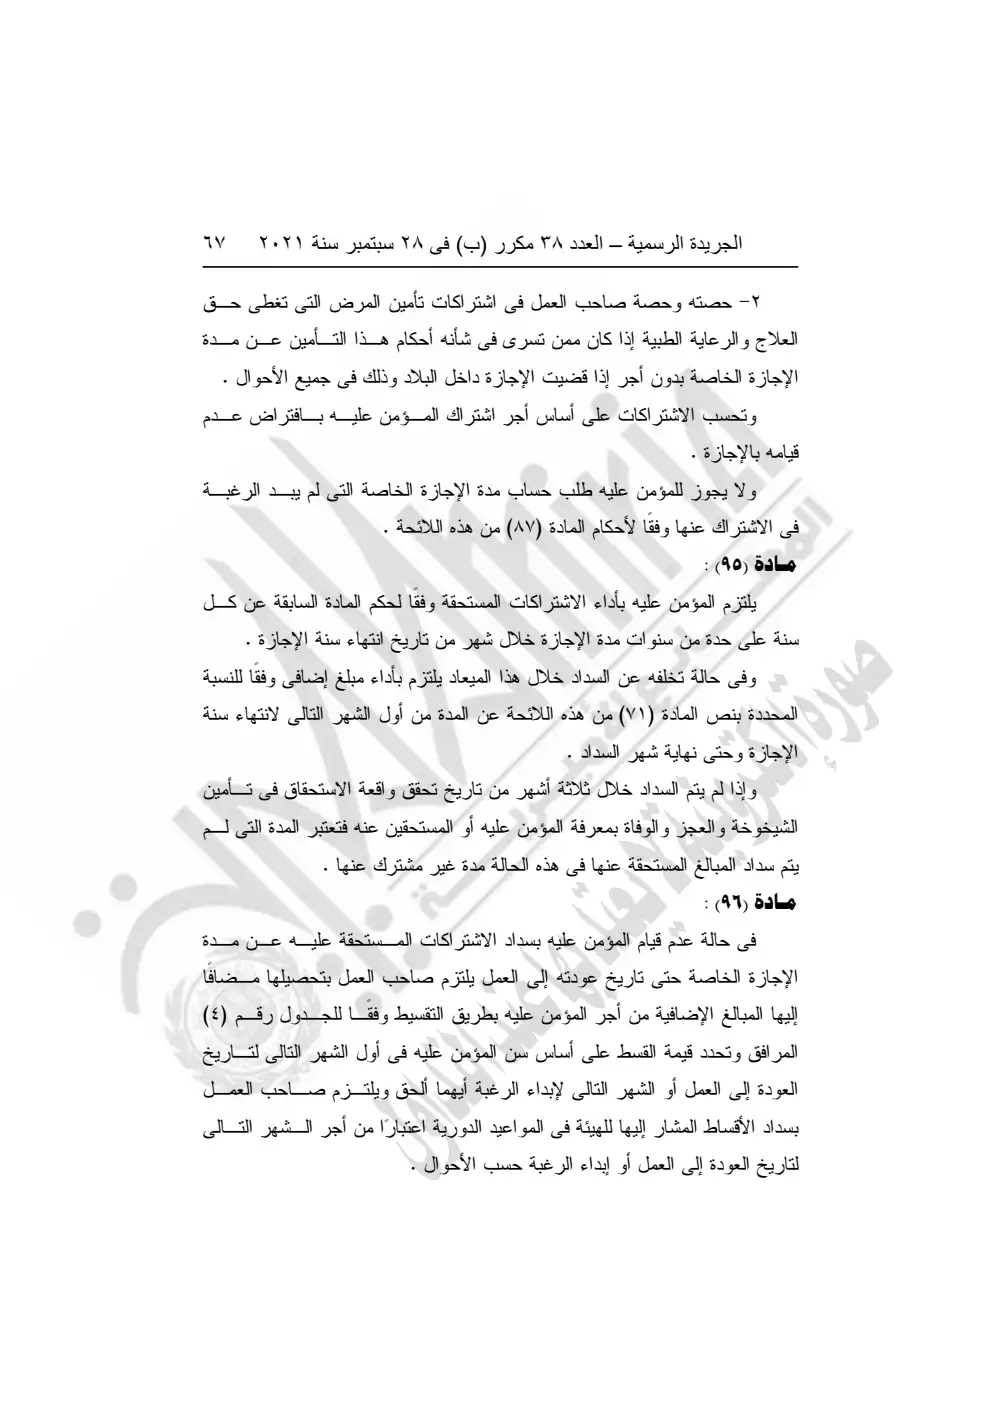 الجريدة الرسمية – العدد ٣٨ مكرر (ب) فى ٢٨ سبتمبر سنة ٢٠٢١ ٦٧
٢- حصته وحصة صاحب العمل فى اشتراكات تأمين المرض التى تغطى حق
العلاج والرعاية الطبية إذا كان ممن تسرى فى شأنه أحكام هذا التأمين عن مدة
الإجازة الخاصة بدون أجر إذا قضيت الإجازة داخل البلاد وذلك فى جميع الأحوال .
وتحسب الاشتراكات على أساس أجر اشتراك المؤمن عليه بافتراض عدم
قيامه بالإجازة .
ولا يجوز للمؤمن عليه طلب حساب مدة الإجازة الخاصة التى لم يبد الرغبة
فى الاشتراك عنها وفقًا لأحكام المادة (٨٧) من هذه اللائحة .
مادة (٩٥) :
يلتزم المؤمن عليه بأداء الاشتراكات المستحقة وفقًا لحكم المادة السابقة عن كل
سنة على حدة من سنوات مدة الإجازة خلال شهر من تاريخ انتهاء سنة الإجازة .
وفى حالة تخلفه عن السداد خلال هذا الميعاد يلتزم بأداء مبلغ إضافى وفقًا للنسبة
المحددة بنص المادة (٧١) من هذه اللائحة عن المدة من أول الشهر التالى لانتهاء سنة
الإجازة وحتى نهاية شهر السداد .
وإذا لم يتم السداد خلال ثلاثة أشهر من تاريخ تحقق واقعة الاستحقاق فى تأمين
الشيخوخة والعجز والوفاة بمعرفة المؤمن عليه أو المستحقين عنه فتعتبر المدة التى لم
يتم سداد المبالغ المستحقة عنها فى هذه الحالة مدة غير مشترك عنها .
مادة (٩٦) :
فى حالة عدم قيام المؤمن عليه بسداد الاشتراكات المستحقة عليه عن مدة
الإجازة الخاصة حتى تاريخ عودته إلى العمل يلتزم صاحب العمل بتحصيلها مضافًا
إليها المبالغ الإضافية من أجر المؤمن عليه بطريق التقسيط وفقًا للجدول رقم (٤)
المرافق وتحدد قيمة القسط على أساس سن المؤمن عليه فى أول الشهر التالى لتاريخ
العودة إلى العمل أو الشهر التالى لإبداء الرغبة أيهما ألحق ويلتزم صاحب العمل
بسداد الأقساط المشار إليها للهيئة فى المواعيد الدورية اعتبارًا من أجر الشهر التالى
لتاريخ العودة إلى العمل أو إبداء الرغبة حسب الأحوال .